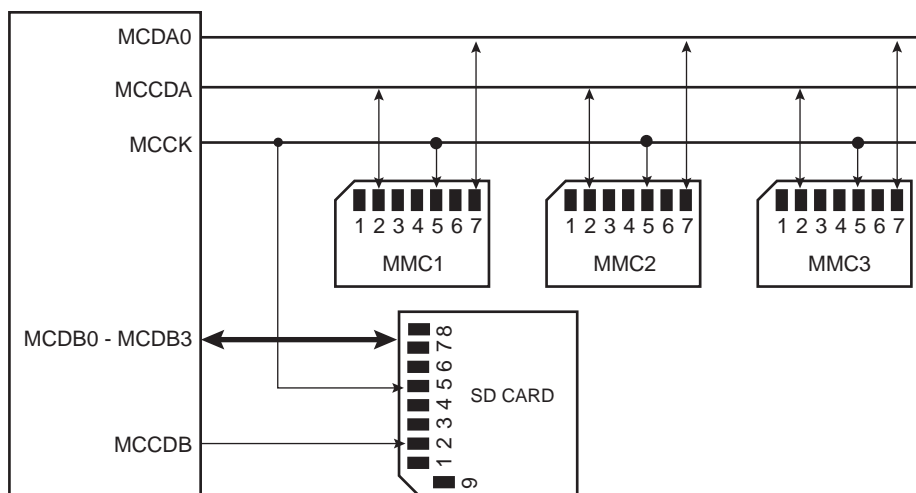 MCDA0
MCCDA
MCCK
1 2 3 4 5 6 7
MMC1
1 2 3 4 5 6 7
MMC2
1 2 3 4 5 6 7
MMC3
MCDB0 - MCDB3
MCCDB
1 2 3 4 5 6 7 8
9
SD CARD